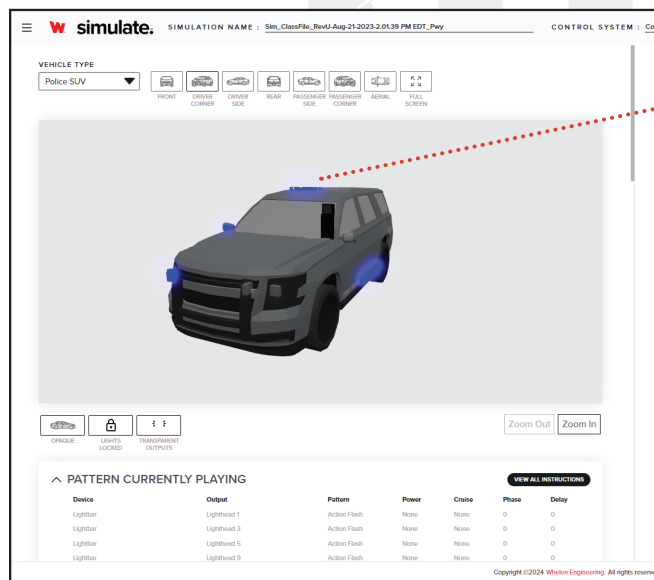 W simulate. SIMULATION NAME : Sim_ClassFile_RevU-Aug-21-2023-2.01.39 PM EDT_Pwy CONTROL SYSTEM : Co
VEHICLE TYPE
Police SUV
FRONT DRIVER CORNER DRIVER SIDE REAR PASSENGER SIDE PASSENGER CORNER AERIAL FULL SCREEN
Zoom Out Zoom In
OPAQUE LIGHTS LOCKED TRANSPARENT OUTPUTS
PATTERN CURRENTLY PLAYING VIEW ALL INSTRUCTIONS
Device Output Pattern Power Cruise Phase Delay
Lightbar Lighthead 1 Action Flash None None 0 0
Lightbar Lighthead 3 Action Flash None None 0 0
Lightbar Lighthead 5 Action Flash None None 0 0
Lightbar Lighthead 9 Action Flash None None 0 0
Copyright ©2024 Whelen Engineering. All rights reserve